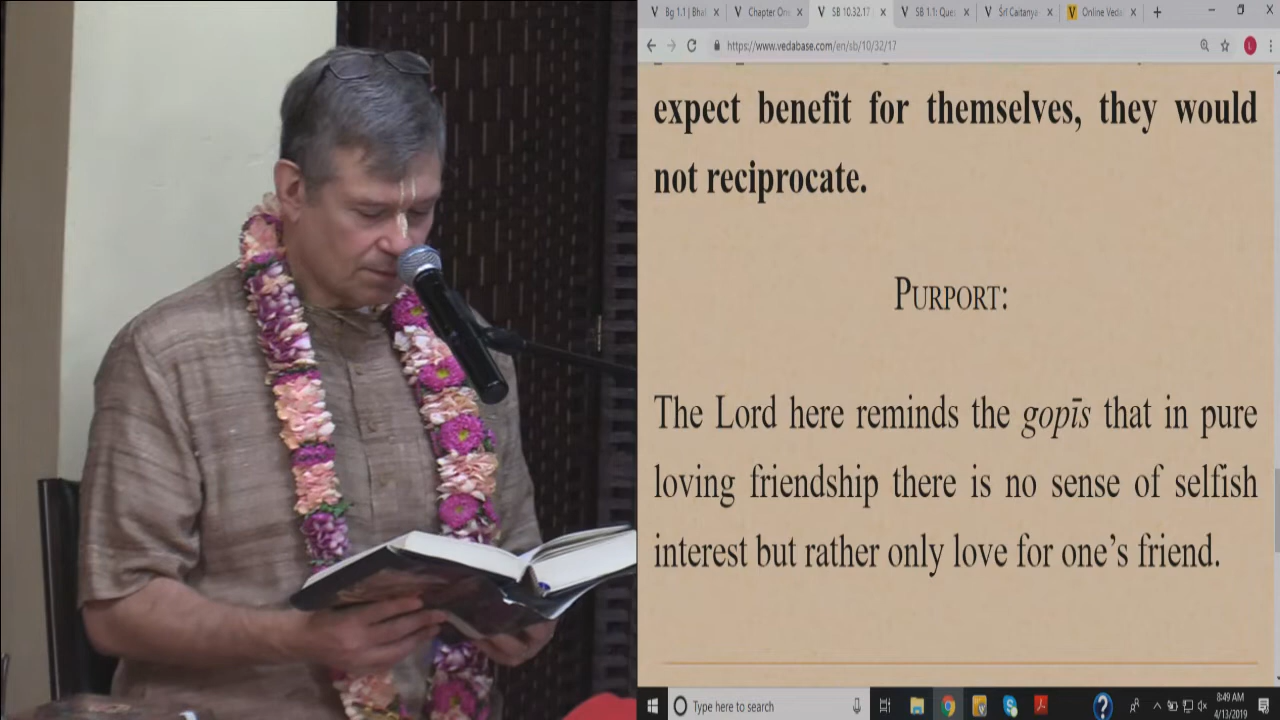 Bg 1.1 | Bha
Chapter On
SB 10.32.17
SB 1.1: Que
Śrī Caitanya
Online Ved
https://www.vedabase.com/en/sb/10/32/17
expect benefit for themselves, they would
not reciprocate.
PURPORT:
The Lord here reminds the gopīs that in pure
loving friendship there is no sense of selfish
interest but rather only love for one's friend.
Type here to search
8:49 AM
4/13/2019